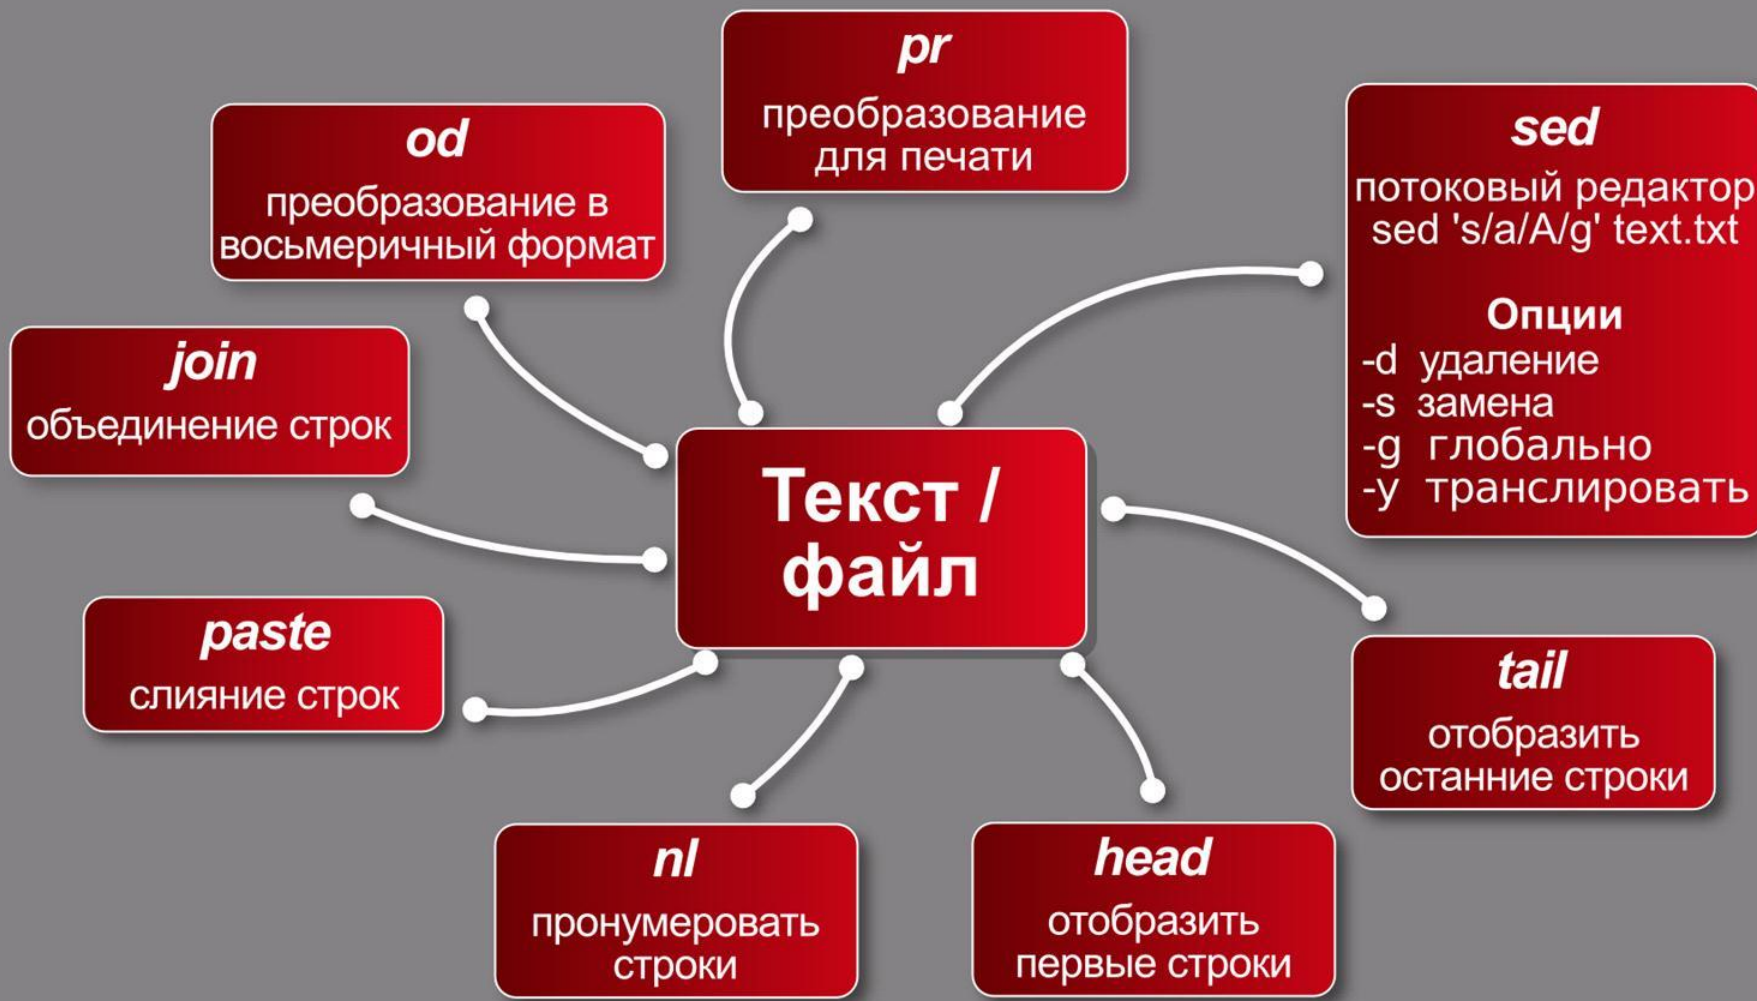 pr
преобразование
для печати
od
преобразование в
восьмеричный формат
sed
потоковый редактор
sed 's/a/A/g' text.txt
Опции
-d удаление
-s замена
-g глобально
-y транслировать
join
объединение строк
Текст /
файл
paste
слияние строк
tail
отобразить
останние строки
nl
пронумеровать
строки
head
отобразить
первые строки